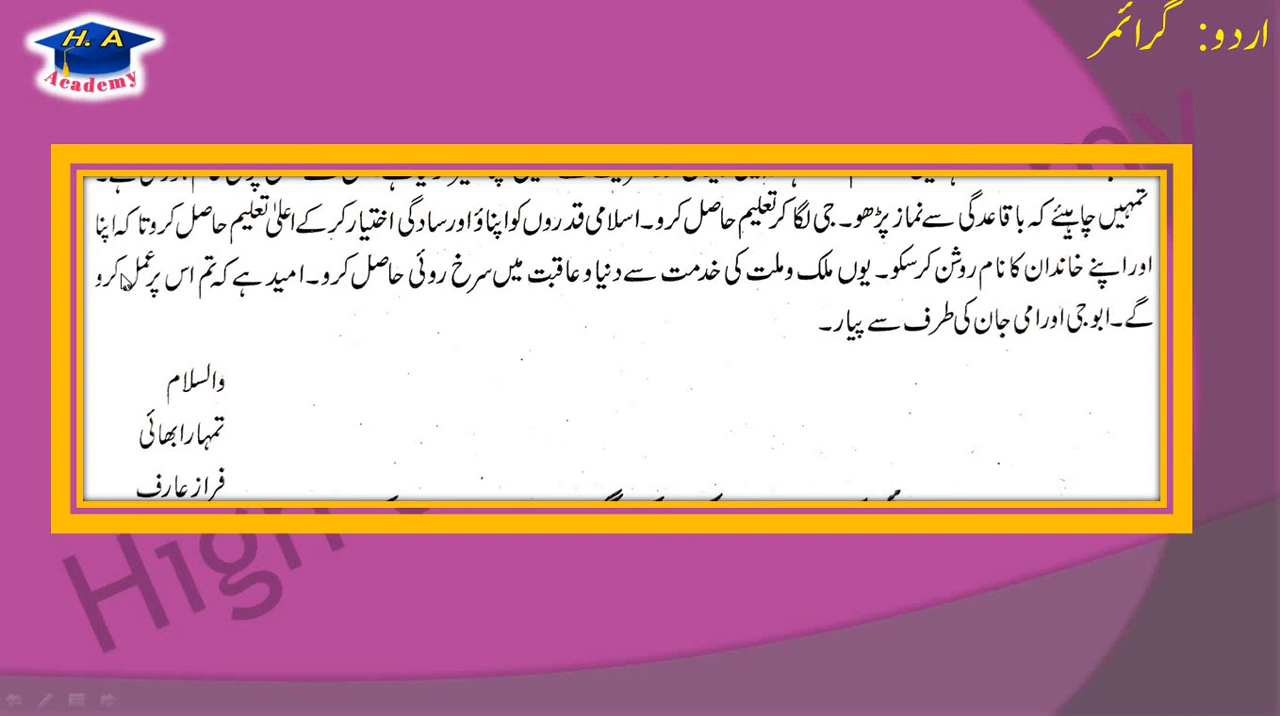 H. A
Academy
اردو: گرائمر
تمہیں چاہیئے کہ باقاعدگی سے نماز پڑھو۔ جی لگا کر تعلیم حاصل کرو۔ اسلامی قدروں کو اپناؤ اور سادگی اختیار کر کے اعلیٰ تعلیم حاصل کرو تا کہ اپنا
اور اپنے خاندان کا نام روشن کر سکو۔ یوں ملک و ملت کی خدمت سے دنیا و عاقبت میں سرخ روئی حاصل کرو۔ امید ہے کہ تم اس پر عمل کرو
گے۔ ابو جی اور امی جان کی طرف سے پیار۔
والسلام
تمہارا بھائی
فراز عارف
High